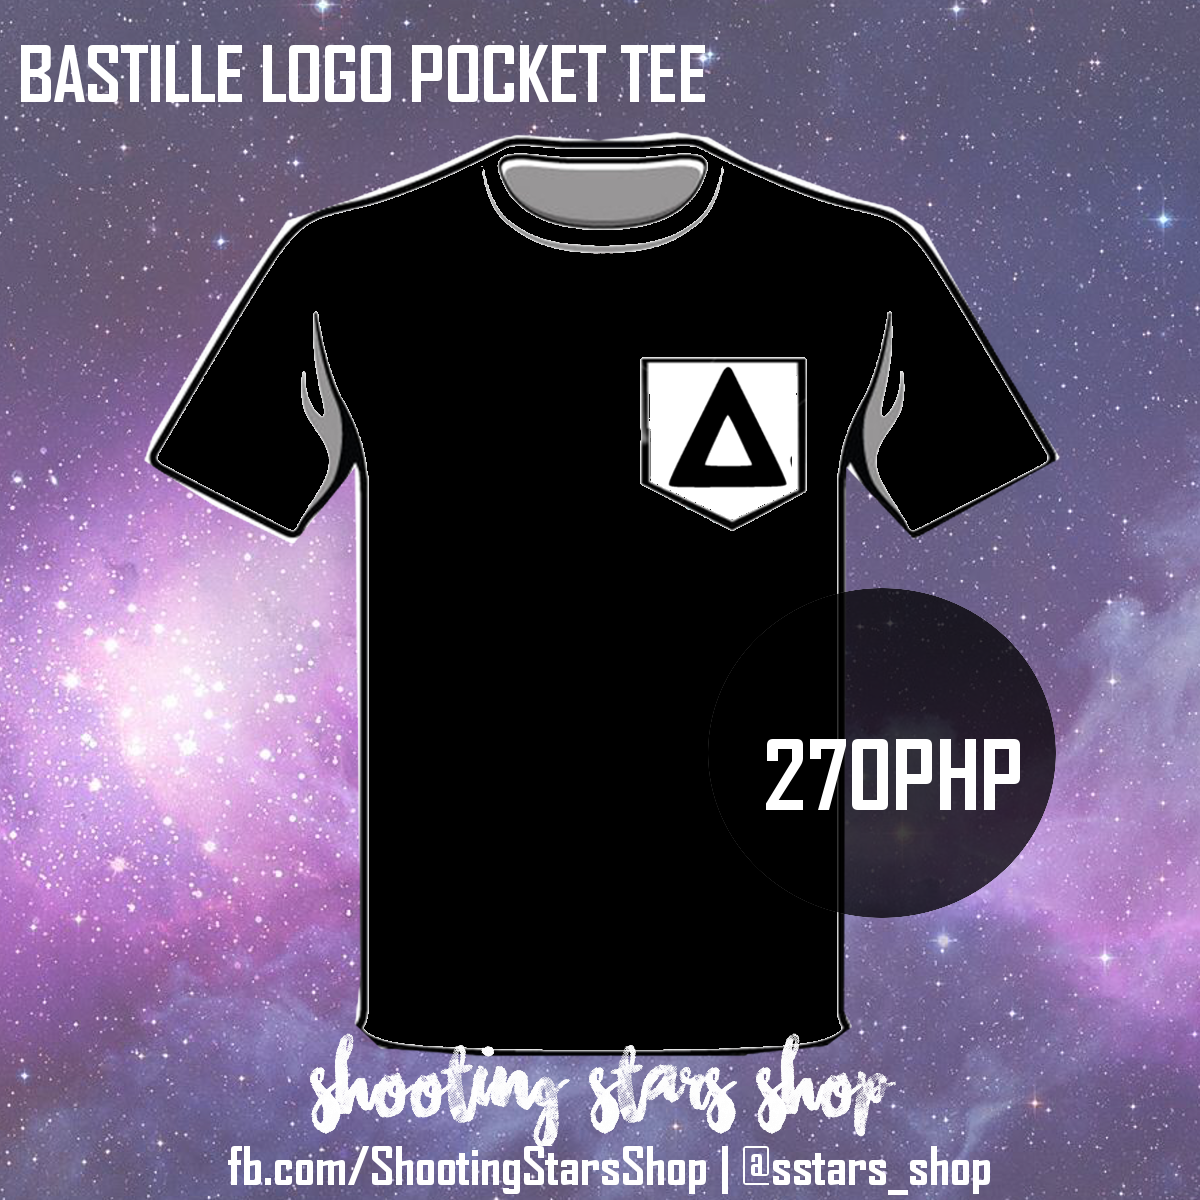 BASTILLE LOGO POCKET TEE
270PHP
shooting stars shop
fb.com/ShootingStarsShop | @sstars_shop